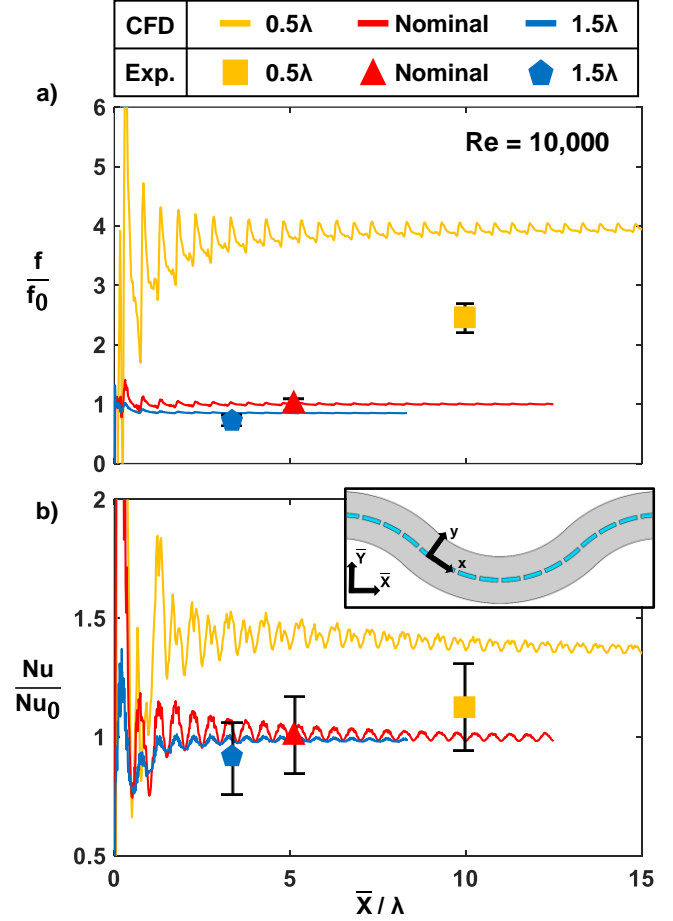 CFD 0.5λ Nominal 1.5λ
Exp. 0.5λ Nominal 1.5λ
a)
Re = 10,000
6
5
4
3
2
1
0
f
f0
b)
y
x
Y
X
2
1.5
1
0.5
Nu
Nu0
0 5 10 15
X / λ